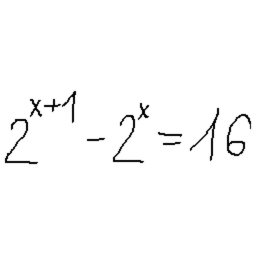 2^{x+1} - 2^x = 16